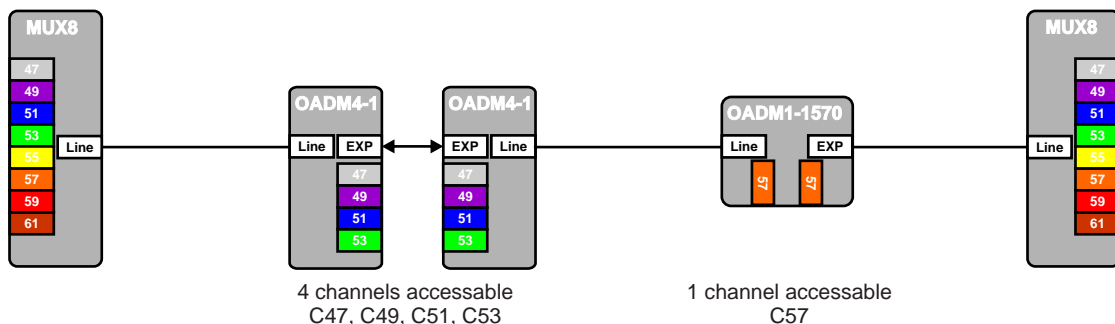 MUX8
47
49
51
53
55
57
59
61
Line
OADM4-1
Line
EXP
47
49
51
53
OADM4-1
EXP
Line
47
49
51
53
4 channels accessable
C47, C49, C51, C53
OADM1-1570
Line
EXP
57
57
1 channel accessable
C57
MUX8
Line
47
49
51
53
55
57
59
61